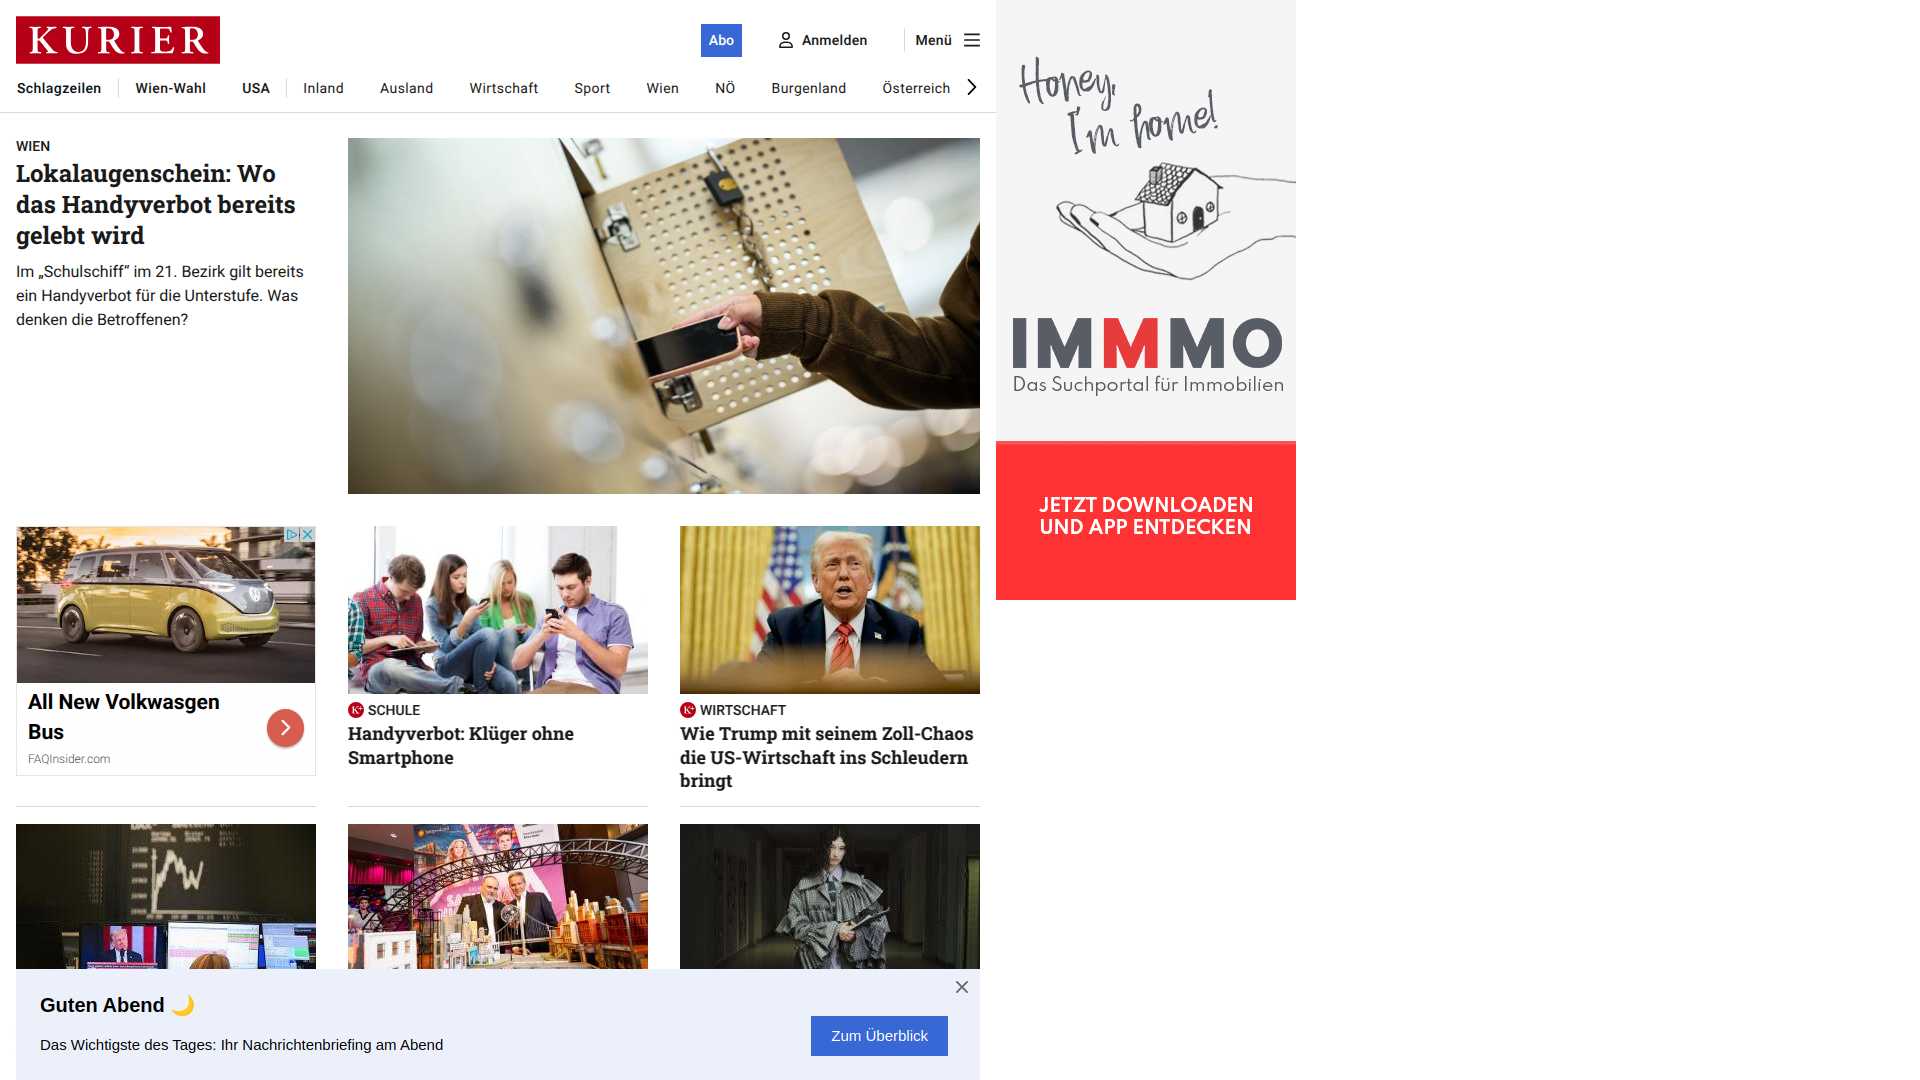 KURIER
Abo
Anmelden
Menü
Schlagzeilen
Wien-Wahl
USA
Inland
Ausland
Wirtschaft
Sport
Wien
NÖ
Burgenland
Österreich
WIEN
Lokalaugenschein: Wo
das Handyverbot bereits
gelebt wird
Im „Schulschiff“ im 21. Bezirk gilt bereits
ein Handyverbot für die Unterstufe. Was
denken die Betroffenen?
Honey,
I'm home!
IMMMO
Das Suchportal für Immobilien
JETZT DOWNLOADEN
UND APP ENTDECKEN
All New Volkwasgen
Bus
FAQInsider.com
K+ SCHULE
Handyverbot: Klüger ohne
Smartphone
K+ WIRTSCHAFT
Wie Trump mit seinem Zoll-Chaos
die US-Wirtschaft ins Schleudern
bringt
Guten Abend 🌙
Das Wichtigste des Tages: Ihr Nachrichtenbriefing am Abend
Zum Überblick